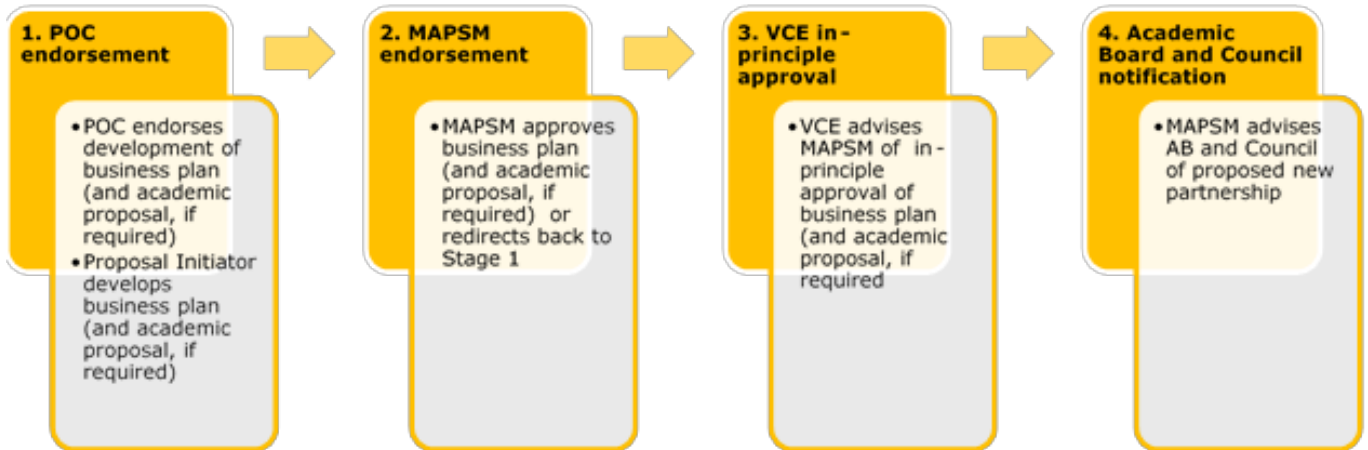 1. POC
endorsement
•POC endorses
development of
business plan
(and academic
proposal, if
required)
•Proposal Initiator
develops
business plan
(and academic
proposal, if
required)
2. MAPSM
endorsement
•MAPSM approves
business plan
(and academic
proposal, if
required) or
redirects back to
Stage 1
3. VCE in-
principle
approval
•VCE advises
MAPSM of in-
principle
approval of
business plan
(and academic
proposal, if
required
4. Academic
Board and Council
notification
•MAPSM advises
AB and Council
of proposed new
partnership